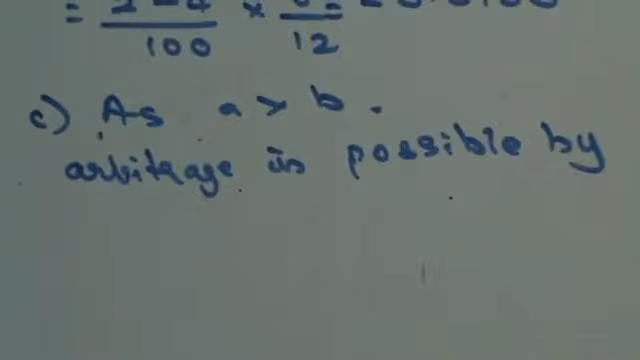 =
100 × 12
c) As a > b.
arbitrage is possible by